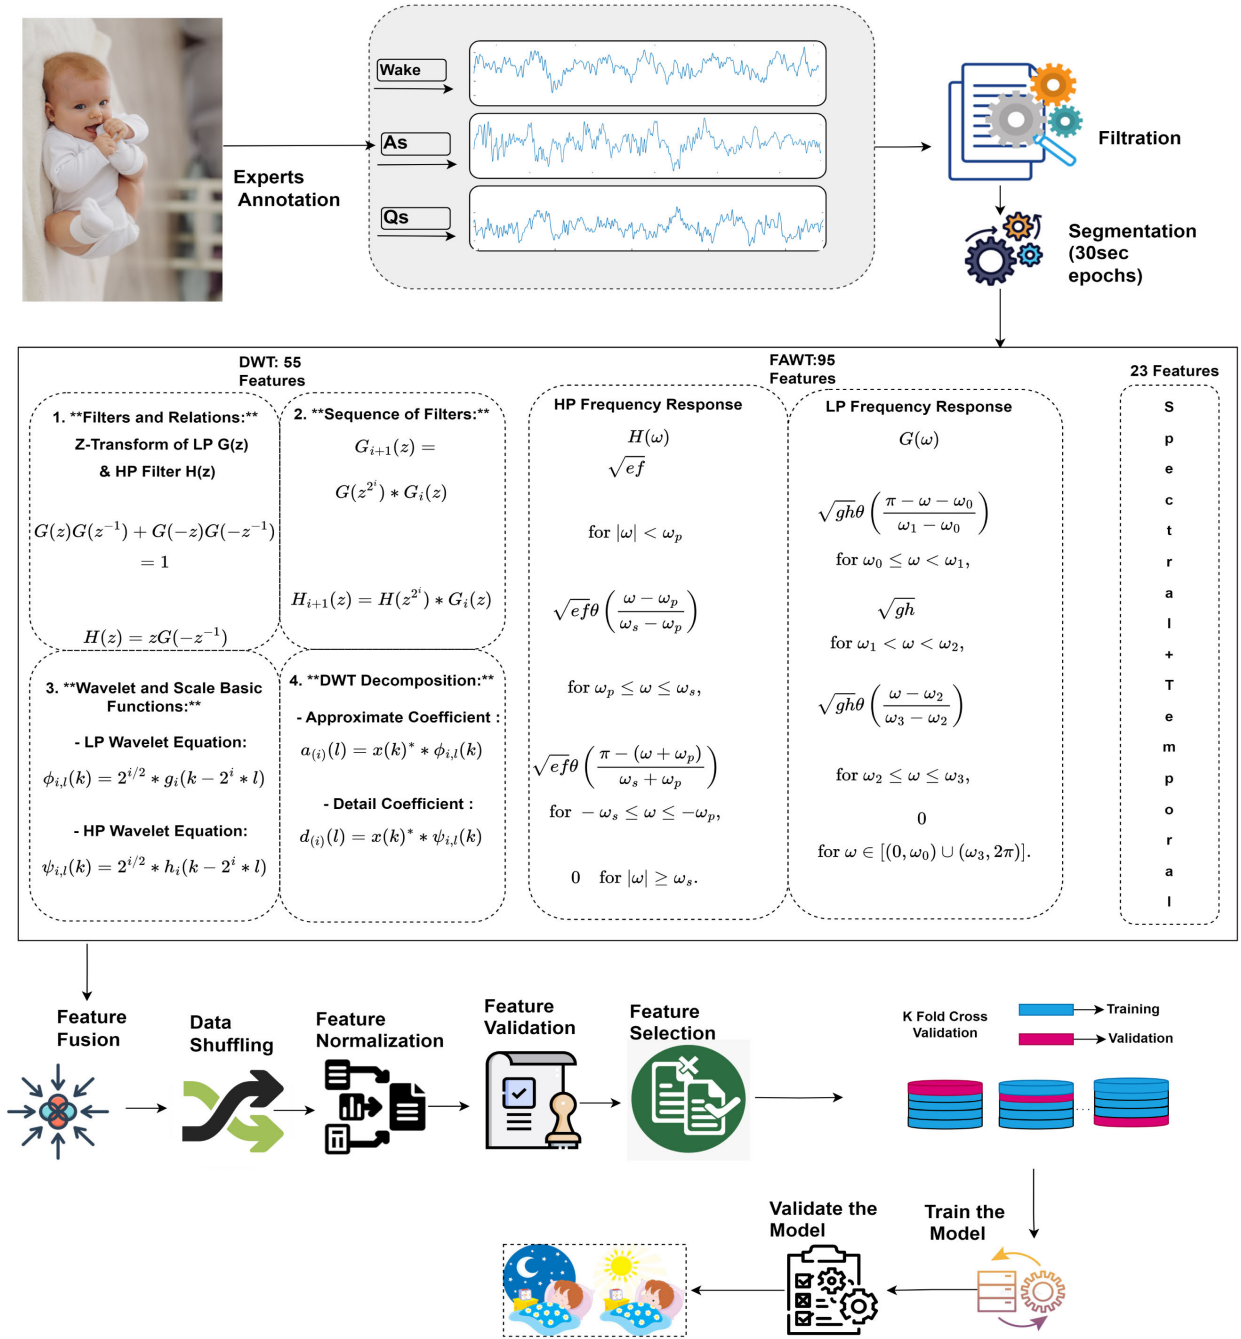 Wake
As
Qs
Experts
Annotation
Filtration
Segmentation
(30sec
epochs)
DWT: 55
Features
1. **Filters and Relations:**
Z-Transform of LP G(z)
& HP Filter H(z)
G(z)G(z⁻¹) + G(−z)G(−z⁻¹)
= 1
H(z) = zG(−z⁻¹)
2. **Sequence of Filters:**
G_{i+1}(z) =
G(z^{2^i}) ∗ G_i(z)
H_{i+1}(z) = H(z^{2^i}) ∗ G_i(z)
3. **Wavelet and Scale Basic
Functions:**
- LP Wavelet Equation:
ϕ_{i,l}(k) = 2^{i/2} ∗ g_i(k − 2^i ∗ l)
- HP Wavelet Equation:
ψ_{i,l}(k) = 2^{i/2} ∗ h_i(k − 2^i ∗ l)
4. **DWT Decomposition:**
- Approximate Coefficient :
a_{(i)}(l) = x(k)^* ∗ ϕ_{i,l}(k)
- Detail Coefficient :
d_{(i)}(l) = x(k)^* ∗ ψ_{i,l}(k)
FAWT:95
Features
HP Frequency Response
H(ω)
√ef
for |ω| < ω_p
√efθ((ω − ω_p)/(ω_s − ω_p))
for ω_p ≤ ω ≤ ω_s,
√efθ((π − (ω + ω_p))/(ω_s + ω_p))
for − ω_s ≤ ω ≤ −ω_p,
0 for |ω| ≥ ω_s.
LP Frequency Response
G(ω)
√ghθ((π − ω − ω_0)/(ω_1 − ω_0))
for ω_0 ≤ ω < ω_1,
√gh
for ω_1 < ω < ω_2,
√ghθ((ω − ω_2)/(ω_3 − ω_2))
for ω_2 ≤ ω ≤ ω_3,
0
for ω ∈ [(0, ω_0) ∪ (ω_3, 2π)].
23 Features
S
p
e
c
t
r
a
l
+
T
e
m
p
o
r
a
l
Feature
Fusion
Data
Shuffling
Feature
Normalization
Feature
Validation
Feature
Selection
K Fold Cross
Validation
Training
Validation
Train the
Model
Validate the
Model